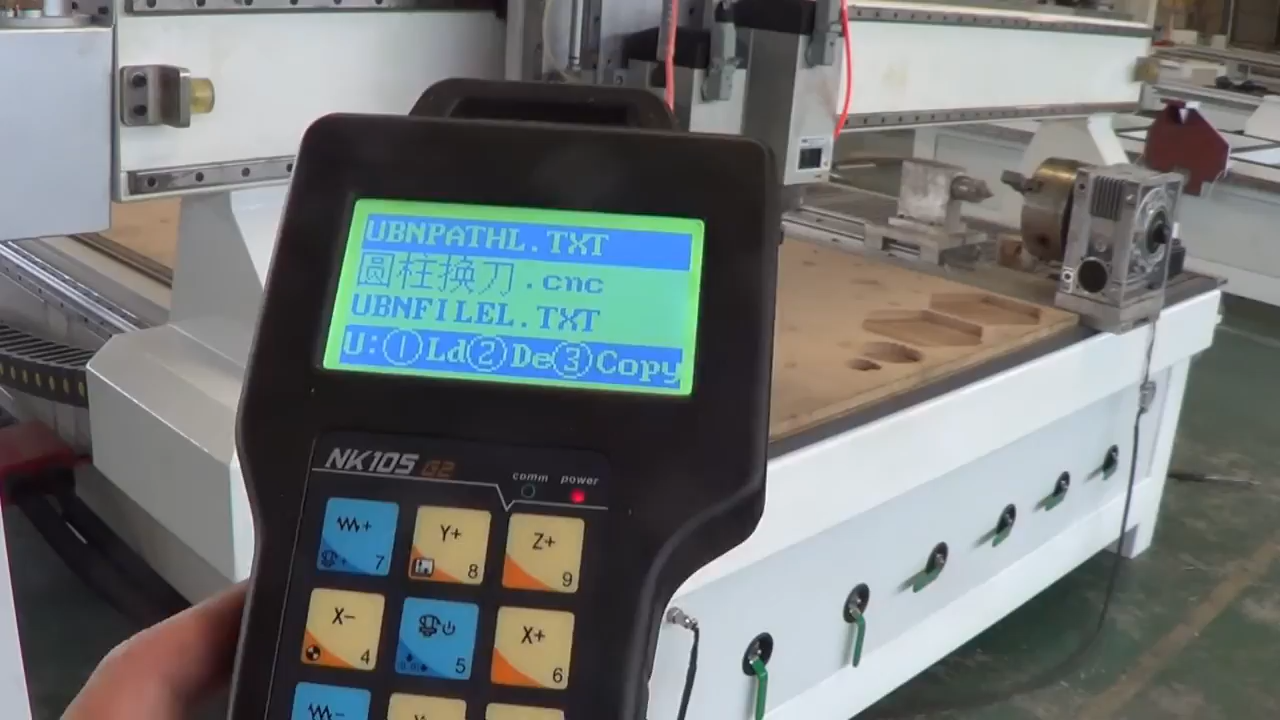 UBNPATHL.TXT
圆柱换刀.cnc
UBNFILEL.TXT
U:①Ld②De③Copy
NK105 G2
comm power
+ 7
Y+ 8
Z+ 9
X- 4
5
X+ 6